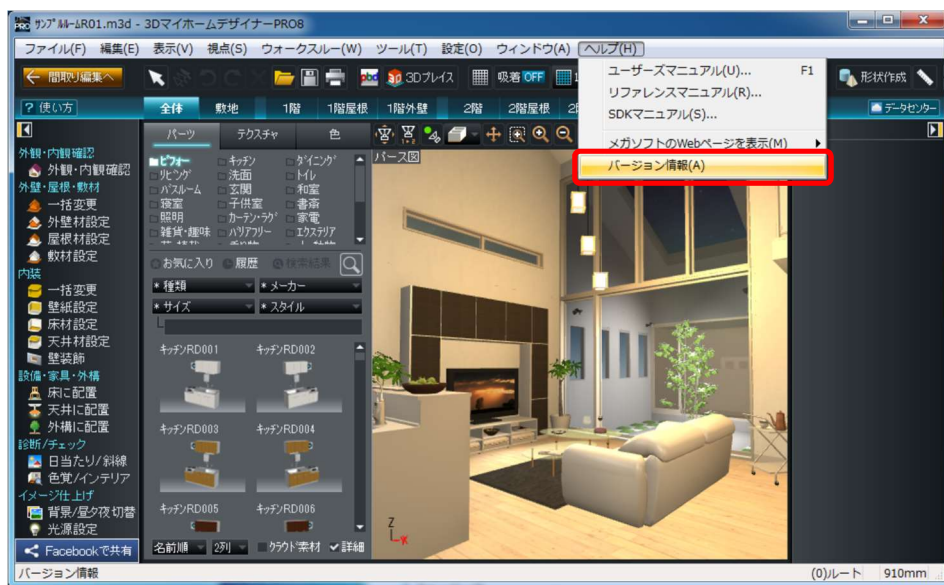 サンプルルームR01.m3d - 3DマイホームデザイナーPRO8
ファイル(F) 編集(E) 表示(V) 視点(S) ウォークスルー(W) ツール(T) 設定(O) ウィンドウ(A) ヘルプ(H)
← 間取り編集へ pbd 3Dプレイス 吸着 OFF 形状作成
? 使い方 全体 敷地 1階 1階屋根 1階外壁 2階 2階屋根 データセンター
ユーザーズマニュアル(U)... F1
リファレンスマニュアル(R)...
SDKマニュアル(S)...
メガソフトのWebページを表示(M)
バージョン情報(A)
外観・内観確認
外観・内観確認
外壁・屋根・敷材
一括変更
外壁材設定
屋根材設定
敷材設定
内装
一括変更
壁紙設定
床材設定
天井材設定
壁装飾
設備・家具・外構
床に配置
天井に配置
外構に配置
診断/チェック
日当たり/斜線
色覚/インテリア
イメージ仕上げ
背景/昼夕夜切替
光源設定
Facebookで共有
パーツ テクスチャ 色
ビフォー キッチン ダイニング
リビング 洗面 トイレ
バスルーム 玄関 和室
寝室 子供室 書斎
照明 カーテン・ラグ 家電
雑貨・趣味 バリアフリー エクステリア
お気に入り 履歴 検索結果
* 種類 * メーカー
* サイズ * スタイル
キッチンRD001 キッチンRD002
キッチンRD003 キッチンRD004
キッチンRD005 キッチンRD006
名前順 2列 クラウド素材 詳細
パース図
Z
X
バージョン情報 (0)ルート 910mm